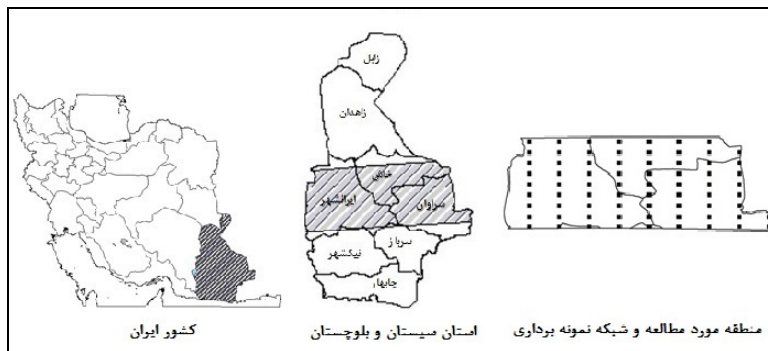 زابل
زاهدان
خاش
ایرانشهر
سراوان
سرباز
نیکشهر
چابهار
کشور ایران
استان سیستان و بلوچستان
منطقه مورد مطالعه و شبکه نمونه برداری